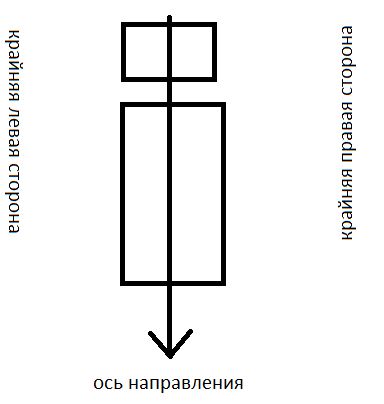 крайняя левая сторона
крайняя правая сторона
ось направления